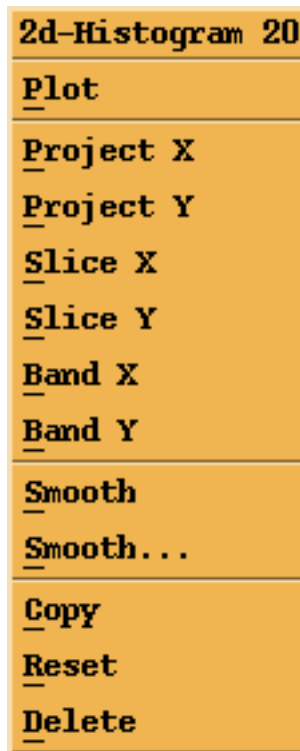 2d-Histogram 20
Plot
Project X
Project Y
Slice X
Slice Y
Band X
Band Y
Smooth
Smooth...
Copy
Reset
Delete